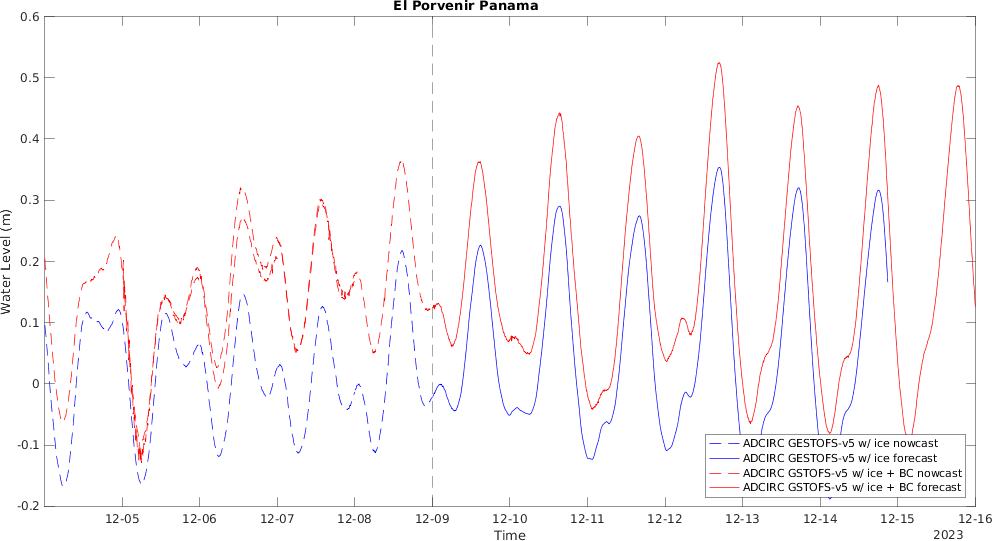 El Porvenir Panama
0.6
0.5
0.4
0.3
0.2
0.1
0
-0.1
-0.2
Water Level (m)
ADCIRC GESTOFS-v5 w/ ice nowcast
ADCIRC GESTOFS-v5 w/ ice forecast
ADCIRC GSTOFS-v5 w/ ice + BC nowcast
ADCIRC GSTOFS-v5 w/ ice + BC forecast
12-05 12-06 12-07 12-08 12-09 12-10 12-11 12-12 12-13 12-14 12-15 12-16
Time
2023